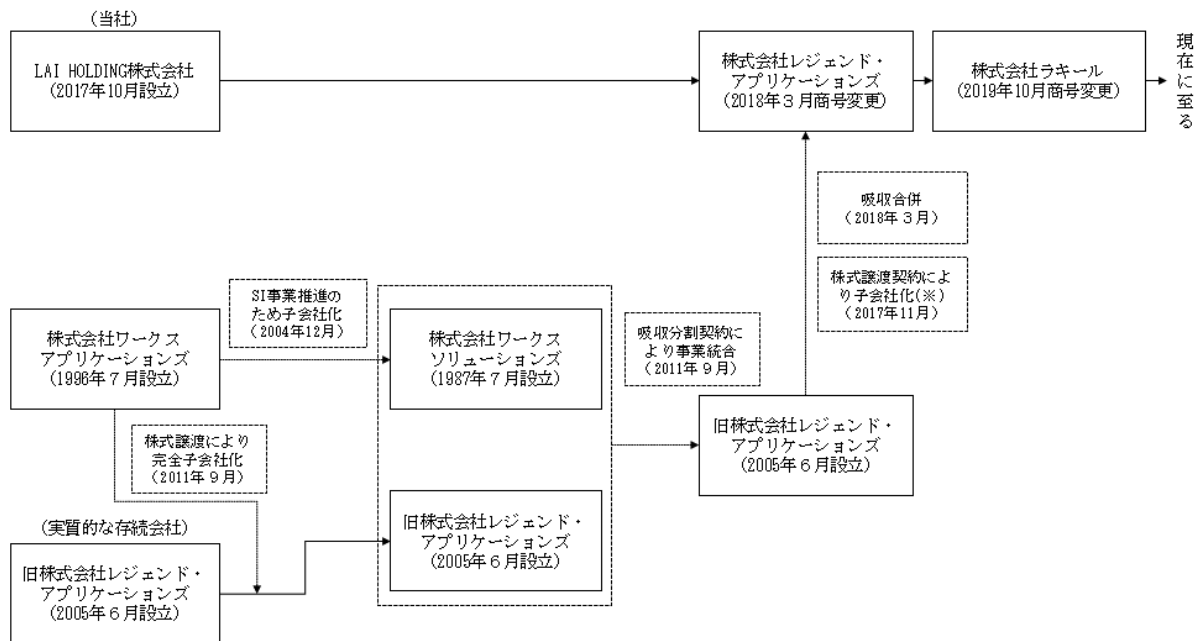 (当社)
LAI HOLDING株式会社
(2017年10月設立)
株式会社レジェンド・
アプリケーションズ
(2018年３月商号変更)
株式会社ラキール
(2019年10月商号変更)
現在に至る
吸収合併
(2018年３月)
株式譲渡契約によ
り子会社化(※)
(2017年11月)
SI事業推進の
ため子会社化
(2004年12月)
株式会社ワークス
アプリケーションズ
(1996年７月設立)
株式会社ワークス
ソリューションズ
(1987年７月設立)
吸収分割契約に
より事業統合
(2011年９月)
株式譲渡により
完全子会社化
(2011年９月)
旧株式会社レジェンド・
アプリケーションズ
(2005年６月設立)
旧株式会社レジェンド・
アプリケーションズ
(2005年６月設立)
(実質的な存続会社)
旧株式会社レジェンド・
アプリケーションズ
(2005年６月設立)